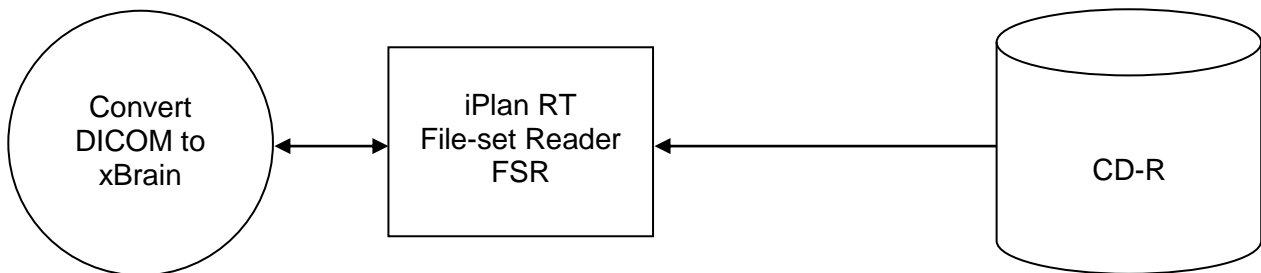 Convert
DICOM to
xBrain
iPlan RT
File-set Reader
FSR
CD-R